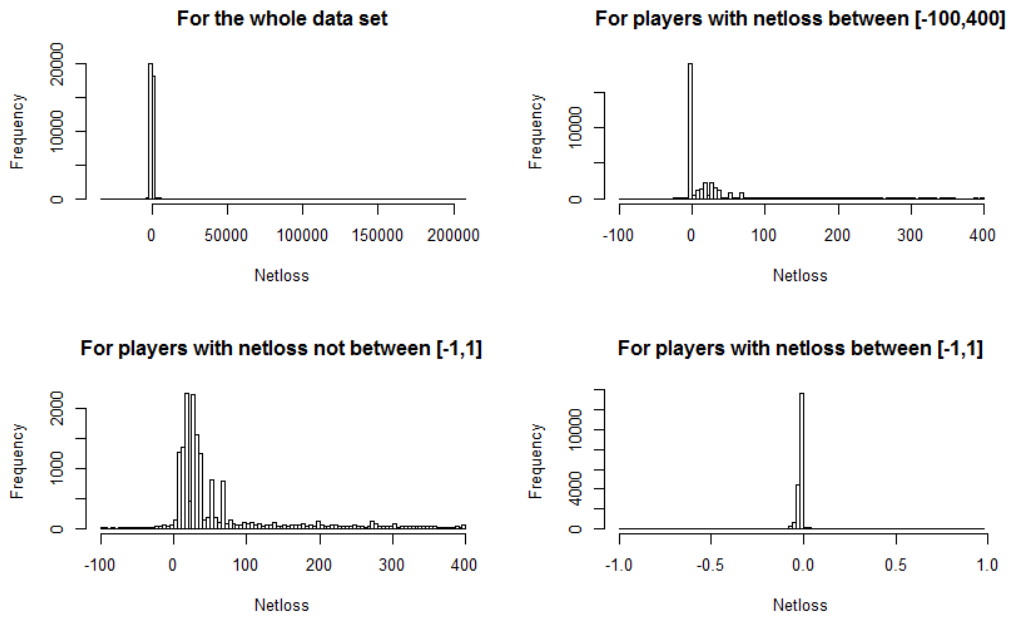 For the whole data set
Frequency
0
10000
20000
0
50000
100000
150000
200000
Netloss
For players with netloss between [-100,400]
Frequency
0
10000
-100
0
100
200
300
400
Netloss
For players with netloss not between [-1,1]
Frequency
0
1000
2000
-100
0
100
200
300
400
Netloss
For players with netloss between [-1,1]
Frequency
0
4000
10000
-1.0
-0.5
0.0
0.5
1.0
Netloss